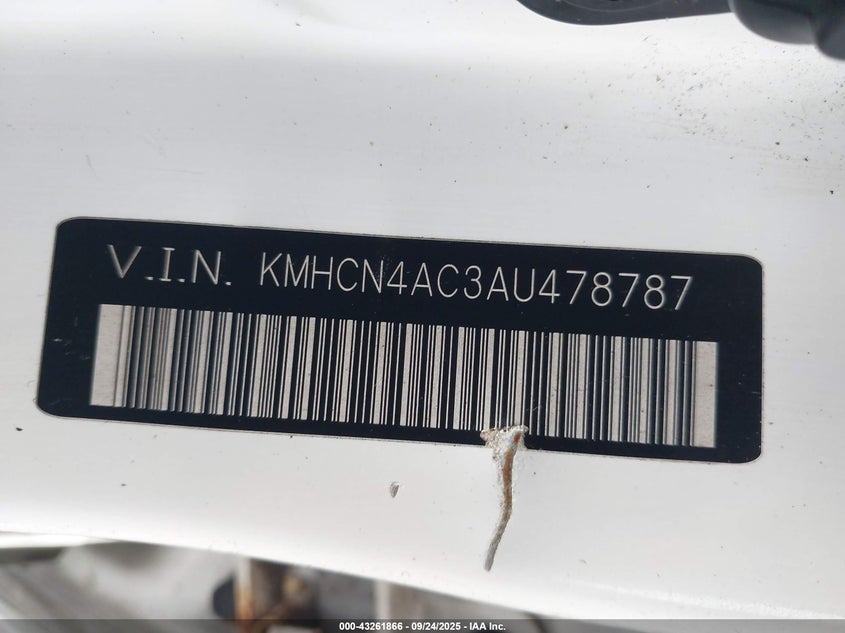 V.I.N. KMHCN4AC3AU478787
000-43261866 - 09/24/2025 - IAA Inc.